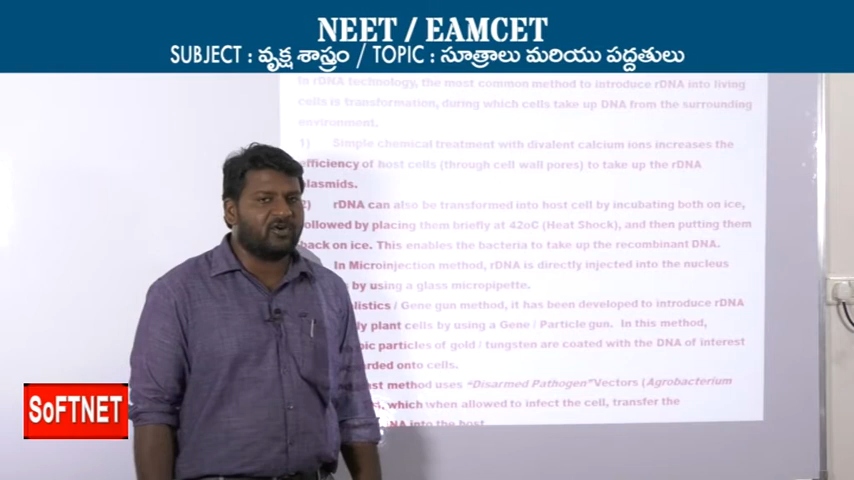 NEET / EAMCET
SUBJECT : వృక్ష శాస్త్రం / TOPIC : సూత్రాలు మరియు పద్దతులు
In rDNA technology, the most common method to introduce rDNA into living
cells is transformation, during which cells take up DNA from the surrounding
environment.
1) Simple chemical treatment with divalent calcium ions increases the
efficiency of host cells (through cell wall pores) to take up the rDNA
plasmids.
2) rDNA can also be transformed into host cell by incubating both on ice,
followed by placing them briefly at 42oC (Heat Shock), and then putting them
back on ice. This enables the bacteria to take up the recombinant DNA.
In Microinjection method, rDNA is directly injected into the nucleus
by using a glass micropipette.
listics / Gene gun method, it has been developed to introduce rDNA
plant cells by using a Gene / Particle gun. In this method,
particles of gold / tungsten are coated with the DNA of interest
arded onto cells.
method uses “Disarmed Pathogen” Vectors (Agrobacterium
which when allowed to infect the cell, transfer the
NA into the host
SoFTNET